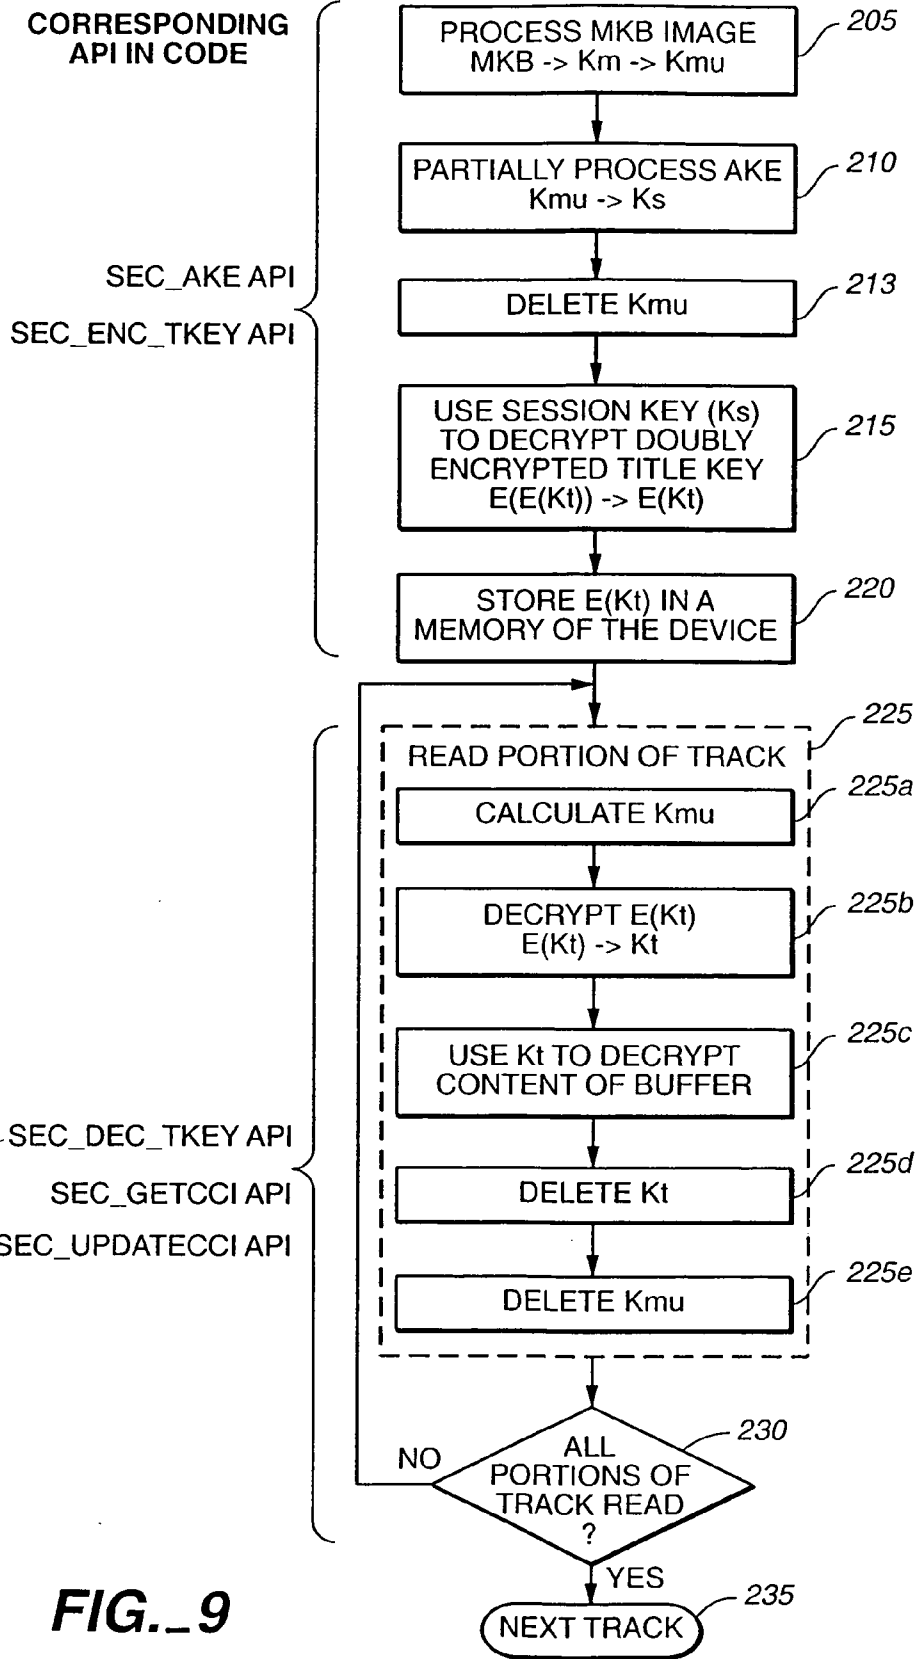 CORRESPONDING
API IN CODE
PROCESS MKB IMAGE
MKB -> Km -> Kmu
205
PARTIALLY PROCESS AKE
Kmu -> Ks
210
SEC_AKE API
SEC_ENC_TKEY API
DELETE Kmu
213
USE SESSION KEY (Ks)
TO DECRYPT DOUBLY
ENCRYPTED TITLE KEY
E(E(Kt)) -> E(Kt)
215
STORE E(Kt) IN A
MEMORY OF THE DEVICE
220
READ PORTION OF TRACK
225
CALCULATE Kmu
225a
DECRYPT E(Kt)
E(Kt) -> Kt
225b
USE Kt TO DECRYPT
CONTENT OF BUFFER
225c
SEC_DEC_TKEY API
SEC_GETCCI API
SEC_UPDATECCI API
DELETE Kt
225d
DELETE Kmu
225e
ALL
PORTIONS OF
TRACK READ
?
230
NO
YES
NEXT TRACK
235
FIG._9